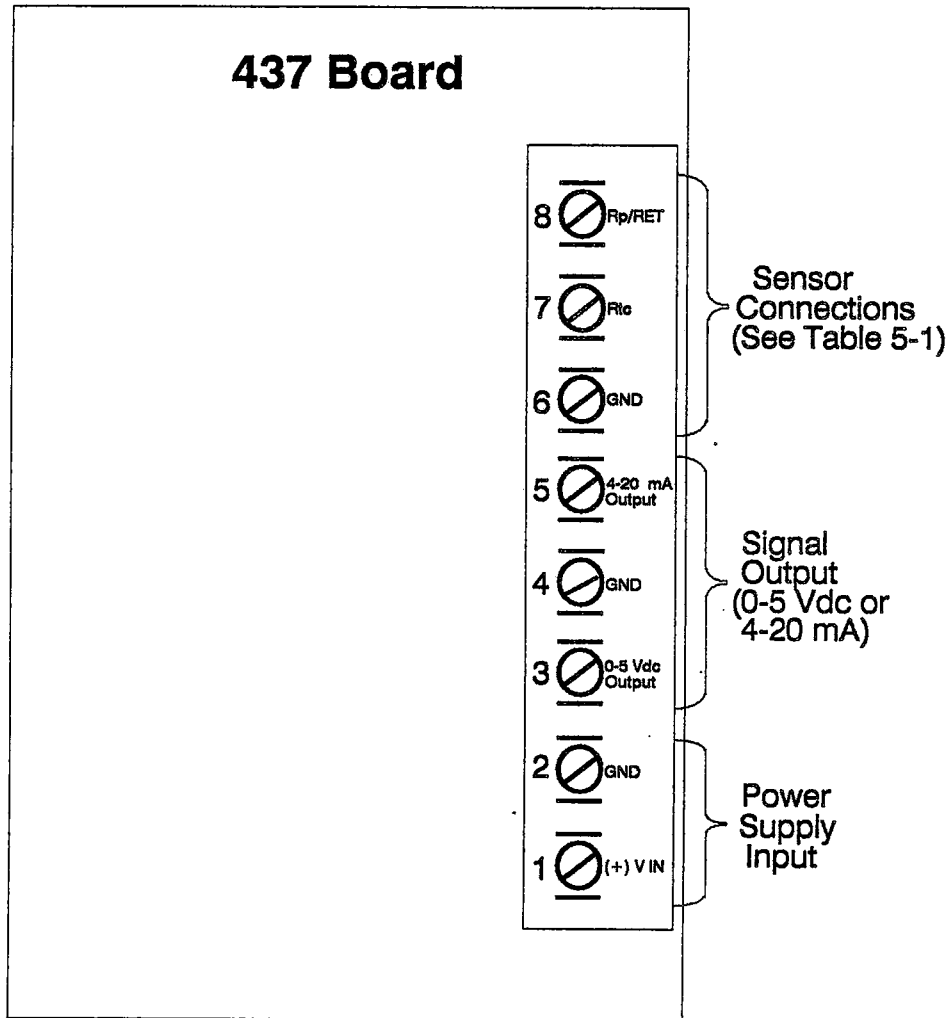 437 Board
8 Rp/RET
7 Rtc
6 GND
5 4-20 mA
Output
4 GND
3 0-5 Vdc
Output
2 GND
1 (+) V IN
Sensor
Connections
(See Table 5-1)
Signal
Output
(0-5 Vdc or
4-20 mA)
Power
Supply
Input